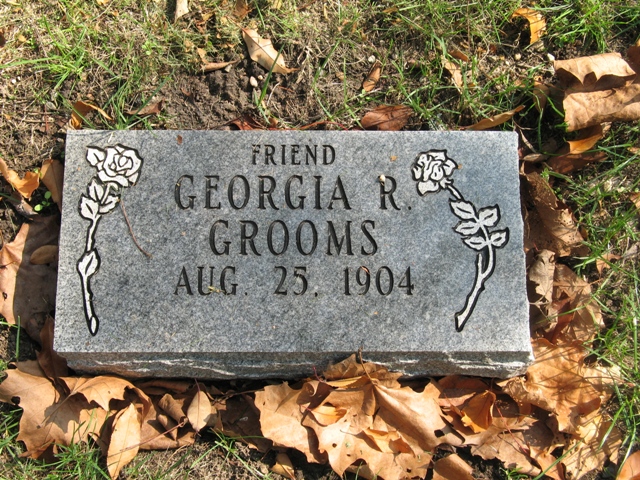 FRIEND
GEORGIA R.
GROOMS
AUG. 25, 1904